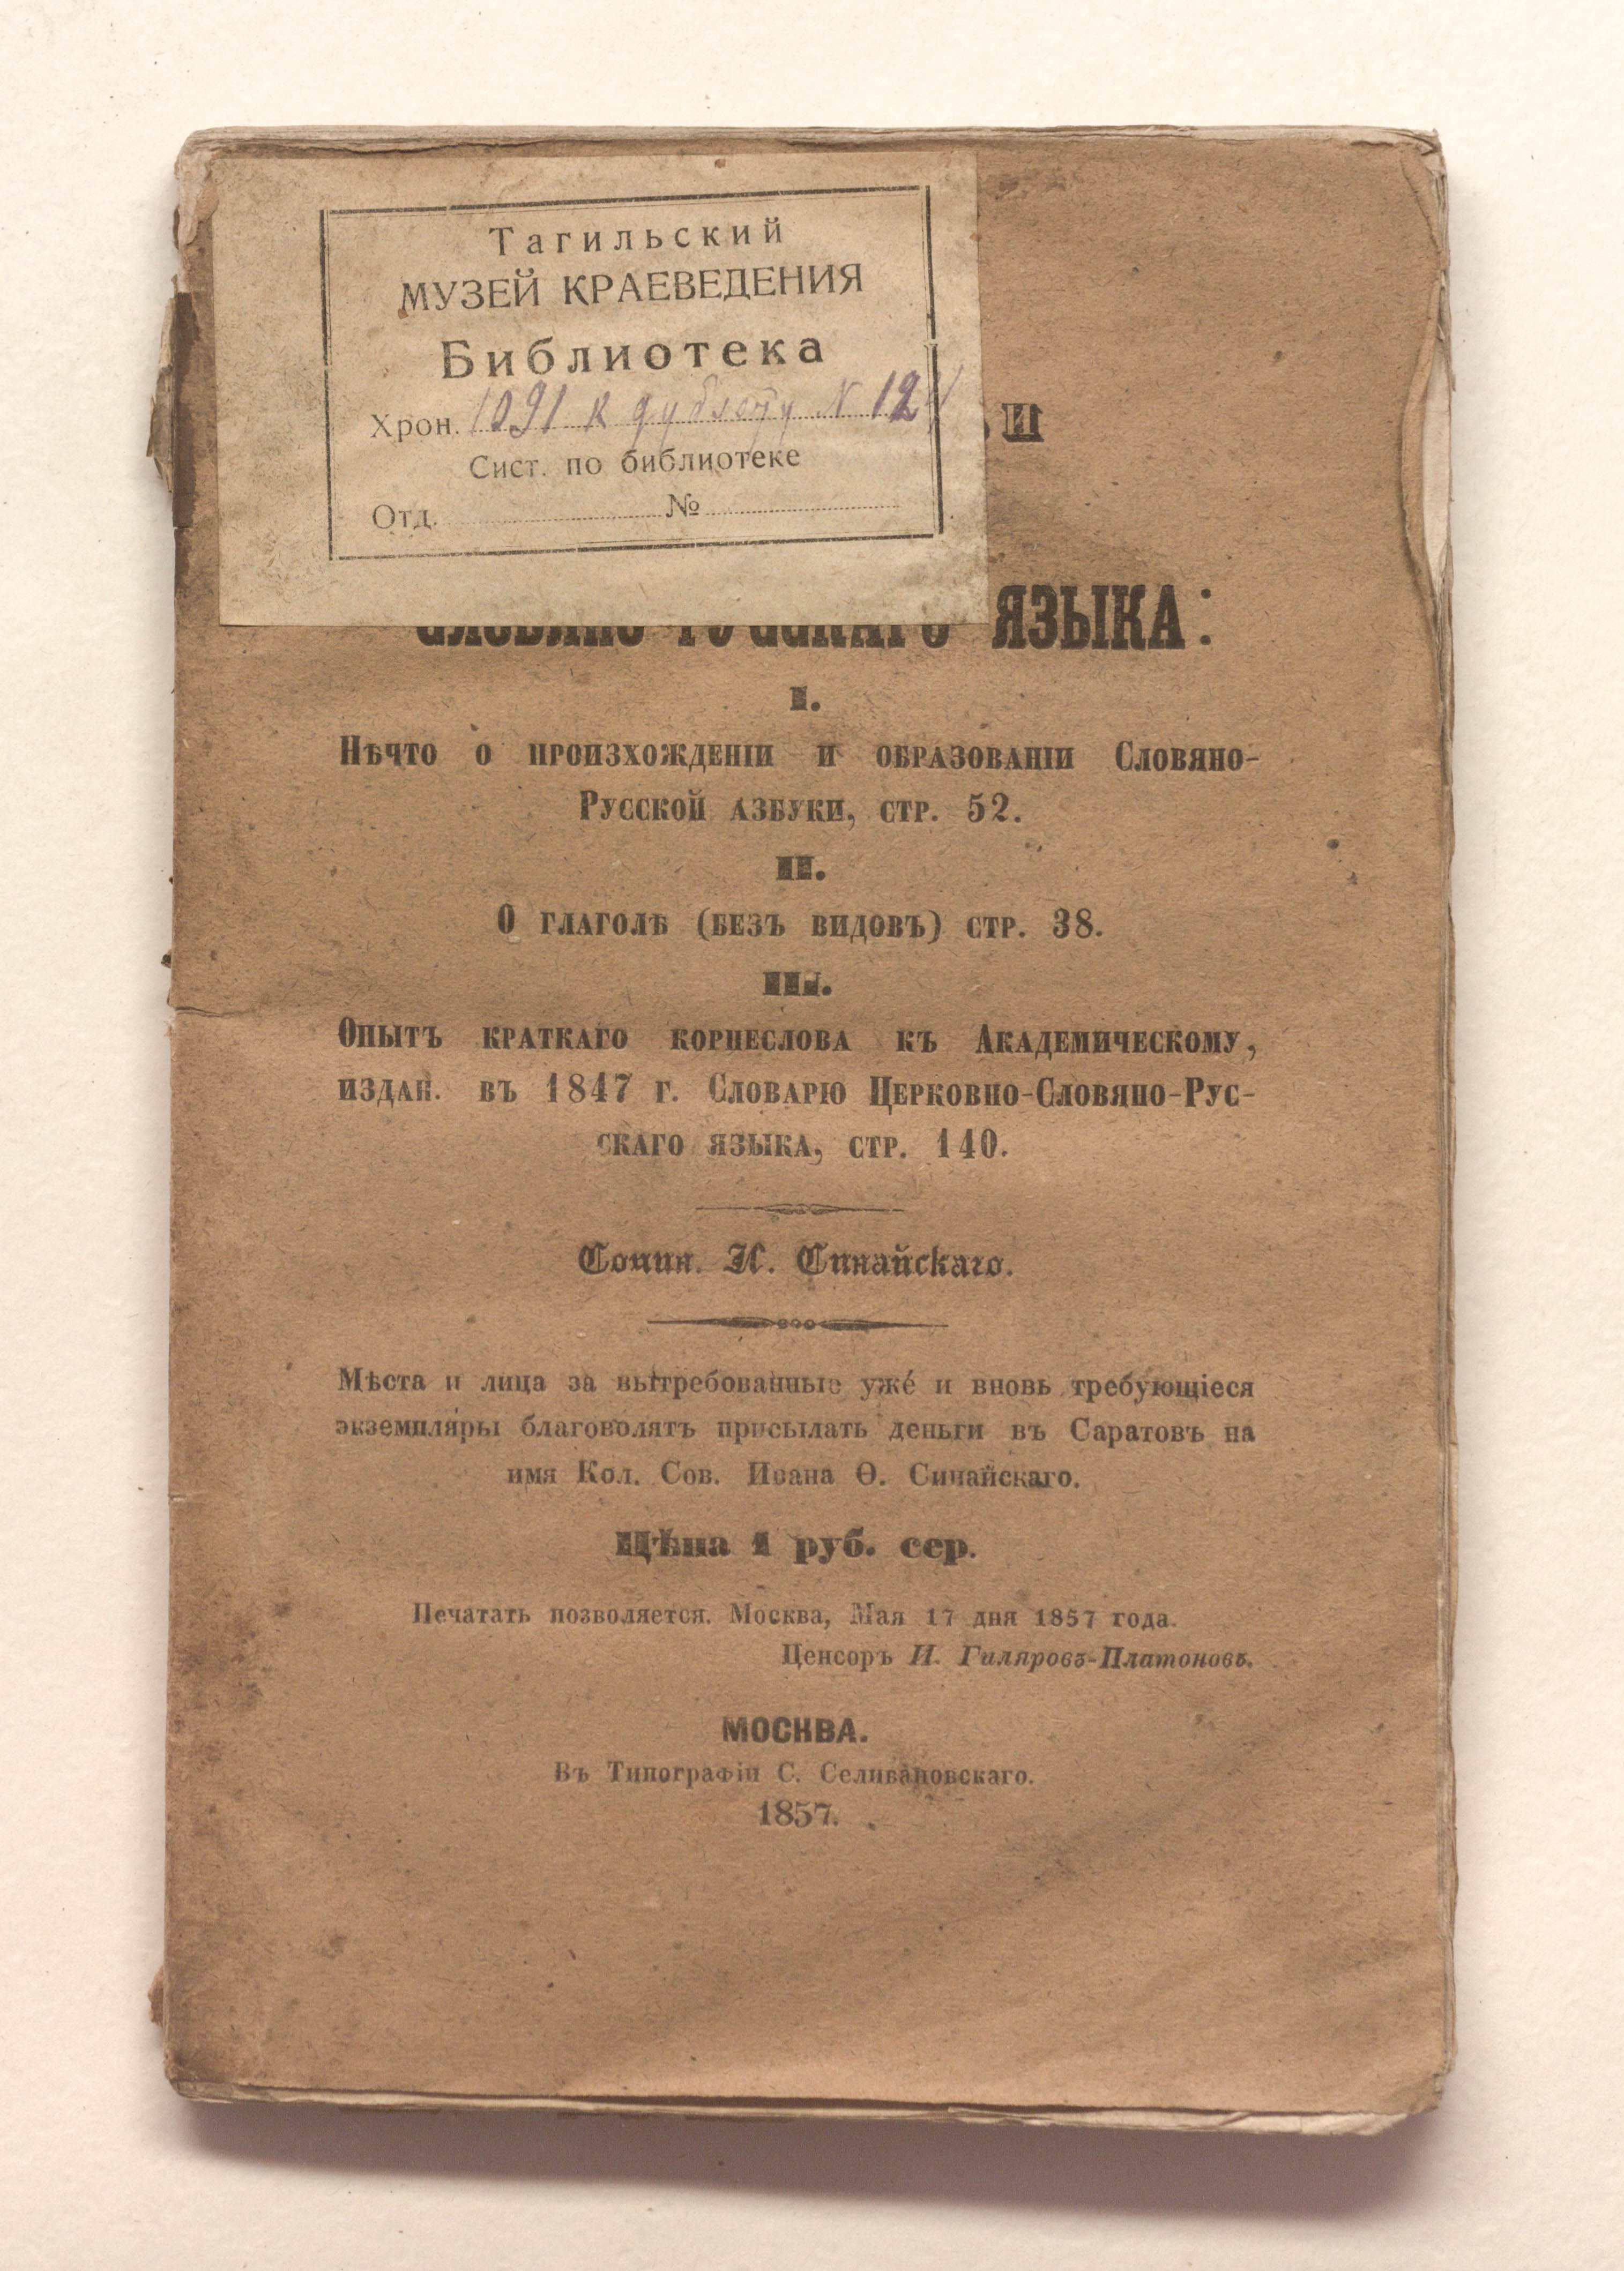 Тагильский
МУЗЕЙ КРАЕВЕДЕНИЯ
Библиотека
Хрон. 1091 к дублету N 124
Сист. по библиотеке
Отд. №
И
ЯЗЫКА:
I.
Нѣчто о произхожденіи и образованіи Словяно-
Русской азбуки, стр. 52.
II.
О глаголѣ (безъ видовъ) стр. 38.
III.
Опытъ краткаго корнеслова къ Академическому,
издан. въ 1847 г. Словарю Церковно-Словяно-Рус-
скаго языка, стр. 140.
Сочин. И. Синайскаго.
Мѣста и лица за вытребованные уже́ и вновь требующіеся
экземпляры благоволятъ присылать деньги въ Саратовъ на
имя Кол. Сов. Ивана Ѳ. Синайскаго.
Цѣна 1 руб. сер.
Печатать позволяется. Москва, Мая 17 дня 1857 года.
Ценсоръ Н. Гиляровъ-Платоновъ.
МОСКВА.
Въ Типографіи С. Селивановскаго.
1857.